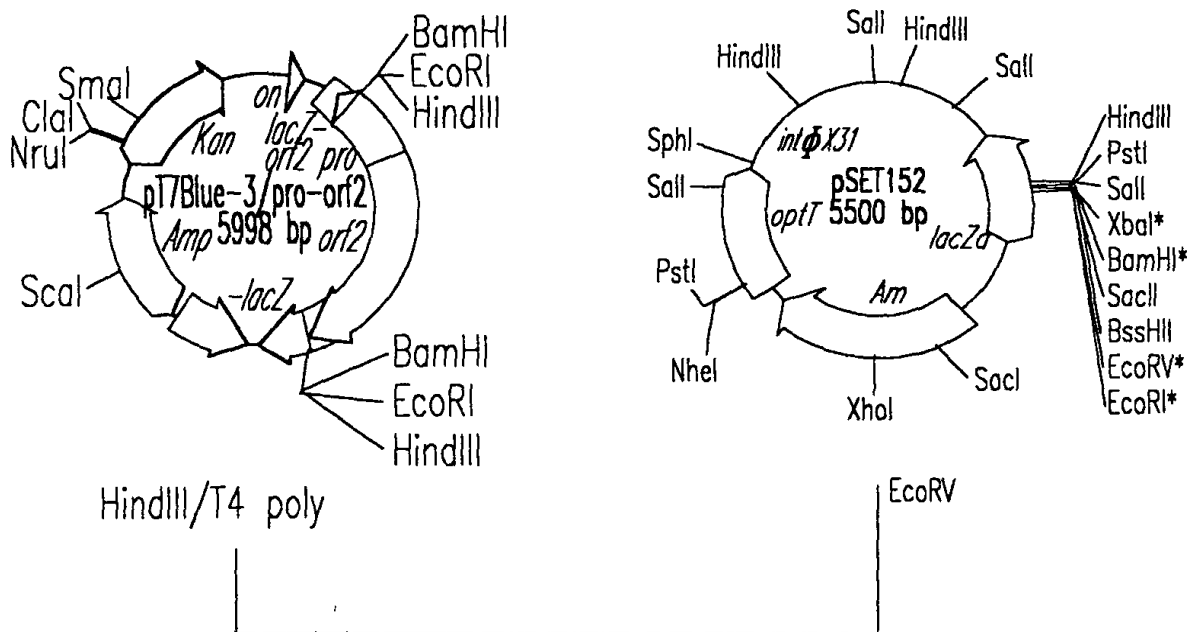 BamHI
EcoRI
HindIII
SmaI
ClaI
NruI
Kan
ori
lacZ-
orf2 pro
pT7Blue-3 pro-orf2
5998 bp
orf2
Amp
-lacZ
ScaI
BamHI
EcoRI
HindIII
HindIII/T4 poly
SalI
HindIII
HindIII
SalI
SphI
intΦX31
SalI
pSET152
5500 bp
optT
lacZa
HindIII
PstI
SalI
XbaI*
BamHI*
SacII
BssHII
EcoRV*
EcoRI*
PstI
NheI
Am
XhoI
SacI
EcoRV